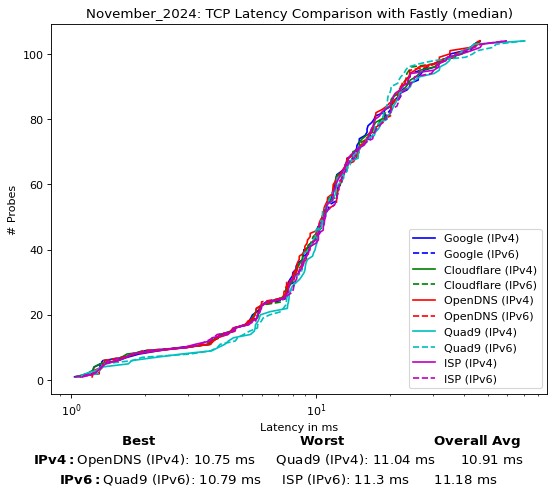 November_2024: TCP Latency Comparison with Fastly (median)
# Probes
100
80
60
40
20
0
10⁰
10¹
Latency in ms
Google (IPv4)
Google (IPv6)
Cloudflare (IPv4)
Cloudflare (IPv6)
OpenDNS (IPv4)
OpenDNS (IPv6)
Quad9 (IPv4)
Quad9 (IPv6)
ISP (IPv4)
ISP (IPv6)
Best Worst Overall Avg
IPv4: OpenDNS (IPv4): 10.75 ms Quad9 (IPv4): 11.04 ms 10.91 ms
IPv6: Quad9 (IPv6): 10.79 ms ISP (IPv6): 11.3 ms 11.18 ms